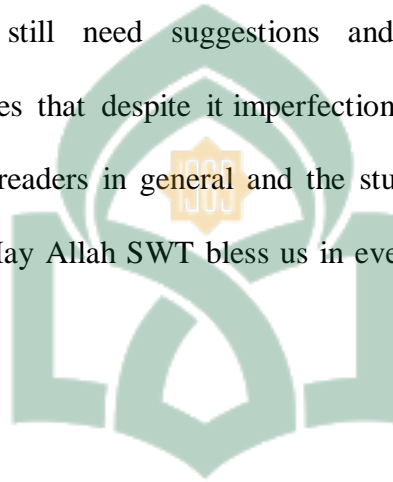 still need suggestions and
es that despite it imperfection
readers in general and the stu
May Allah SWT bless us in eve